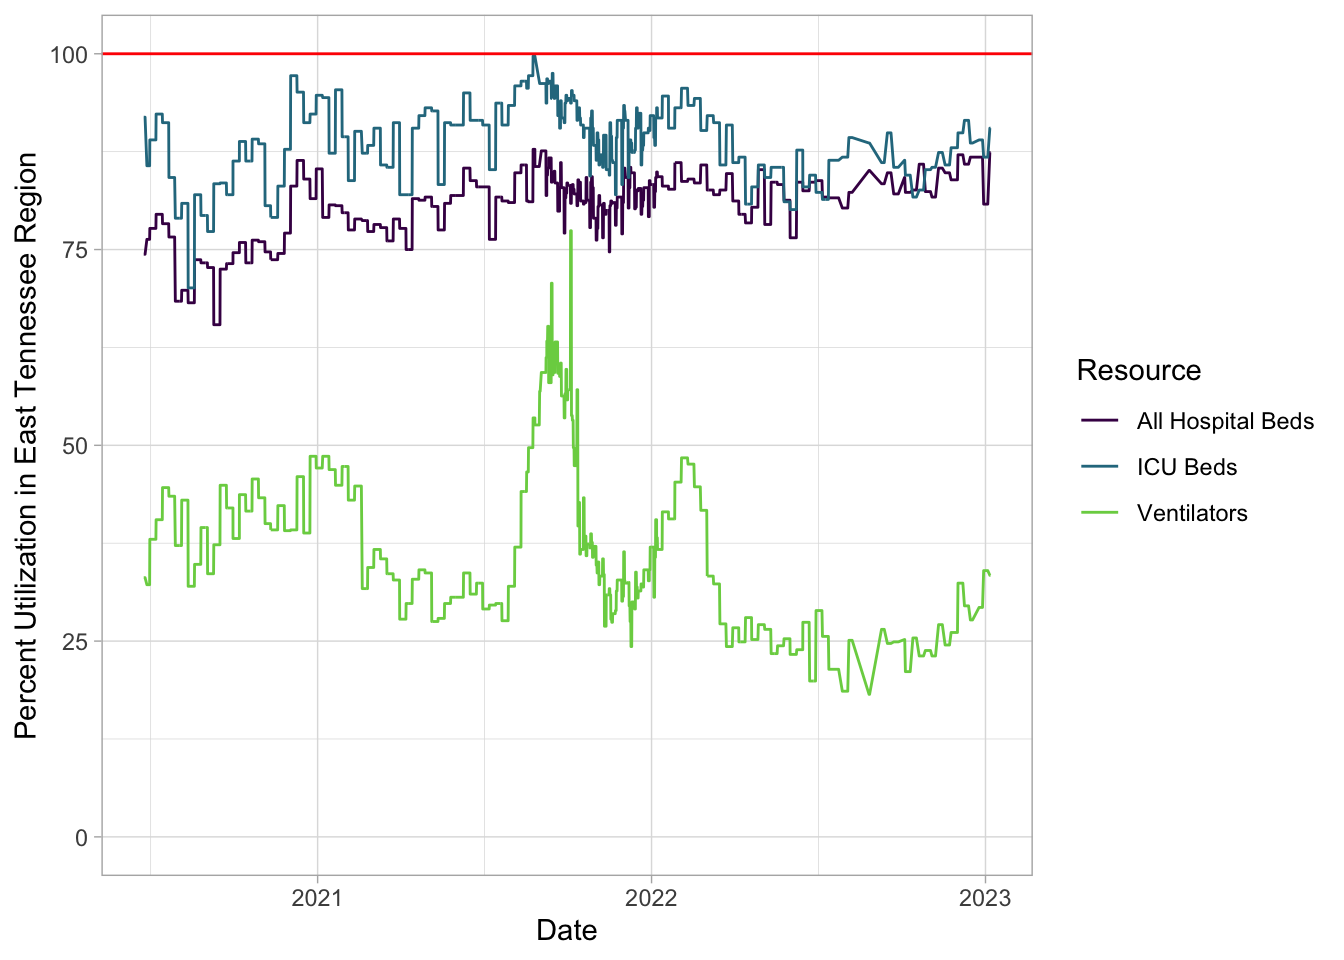 Percent Utilization in East Tennessee Region
100
75
50
25
0
2021
2022
2023
Date
Resource
All Hospital Beds
ICU Beds
Ventilators